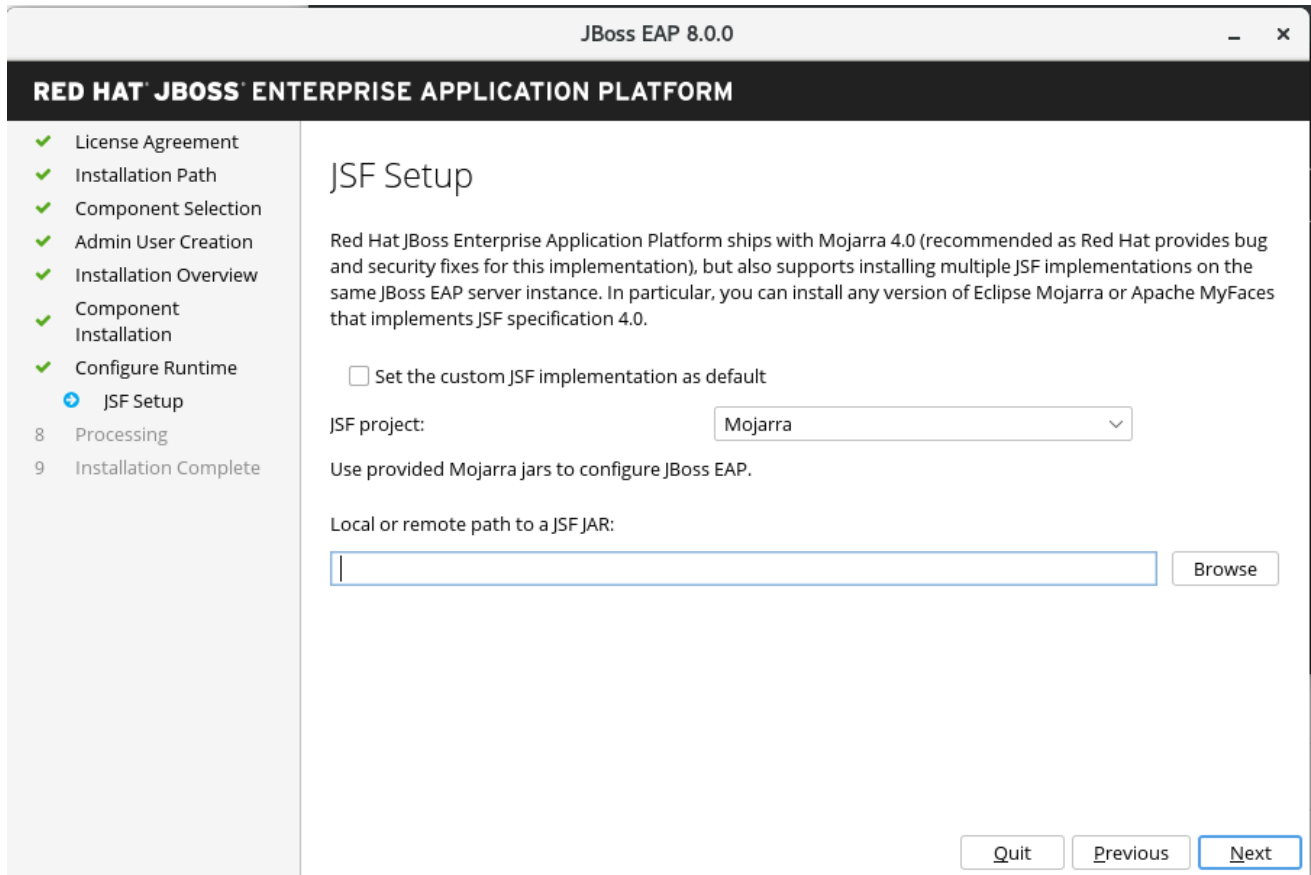 JBoss EAP 8.0.0
RED HAT® JBOSS® ENTERPRISE APPLICATION PLATFORM
License Agreement
Installation Path
Component Selection
Admin User Creation
Installation Overview
Component
Installation
Configure Runtime
JSF Setup
8 Processing
9 Installation Complete
JSF Setup
Red Hat JBoss Enterprise Application Platform ships with Mojarra 4.0 (recommended as Red Hat provides bug
and security fixes for this implementation), but also supports installing multiple JSF implementations on the
same JBoss EAP server instance. In particular, you can install any version of Eclipse Mojarra or Apache MyFaces
that implements JSF specification 4.0.
Set the custom JSF implementation as default
JSF project: Mojarra
Use provided Mojarra jars to configure JBoss EAP.
Local or remote path to a JSF JAR:
Browse
Quit Previous Next